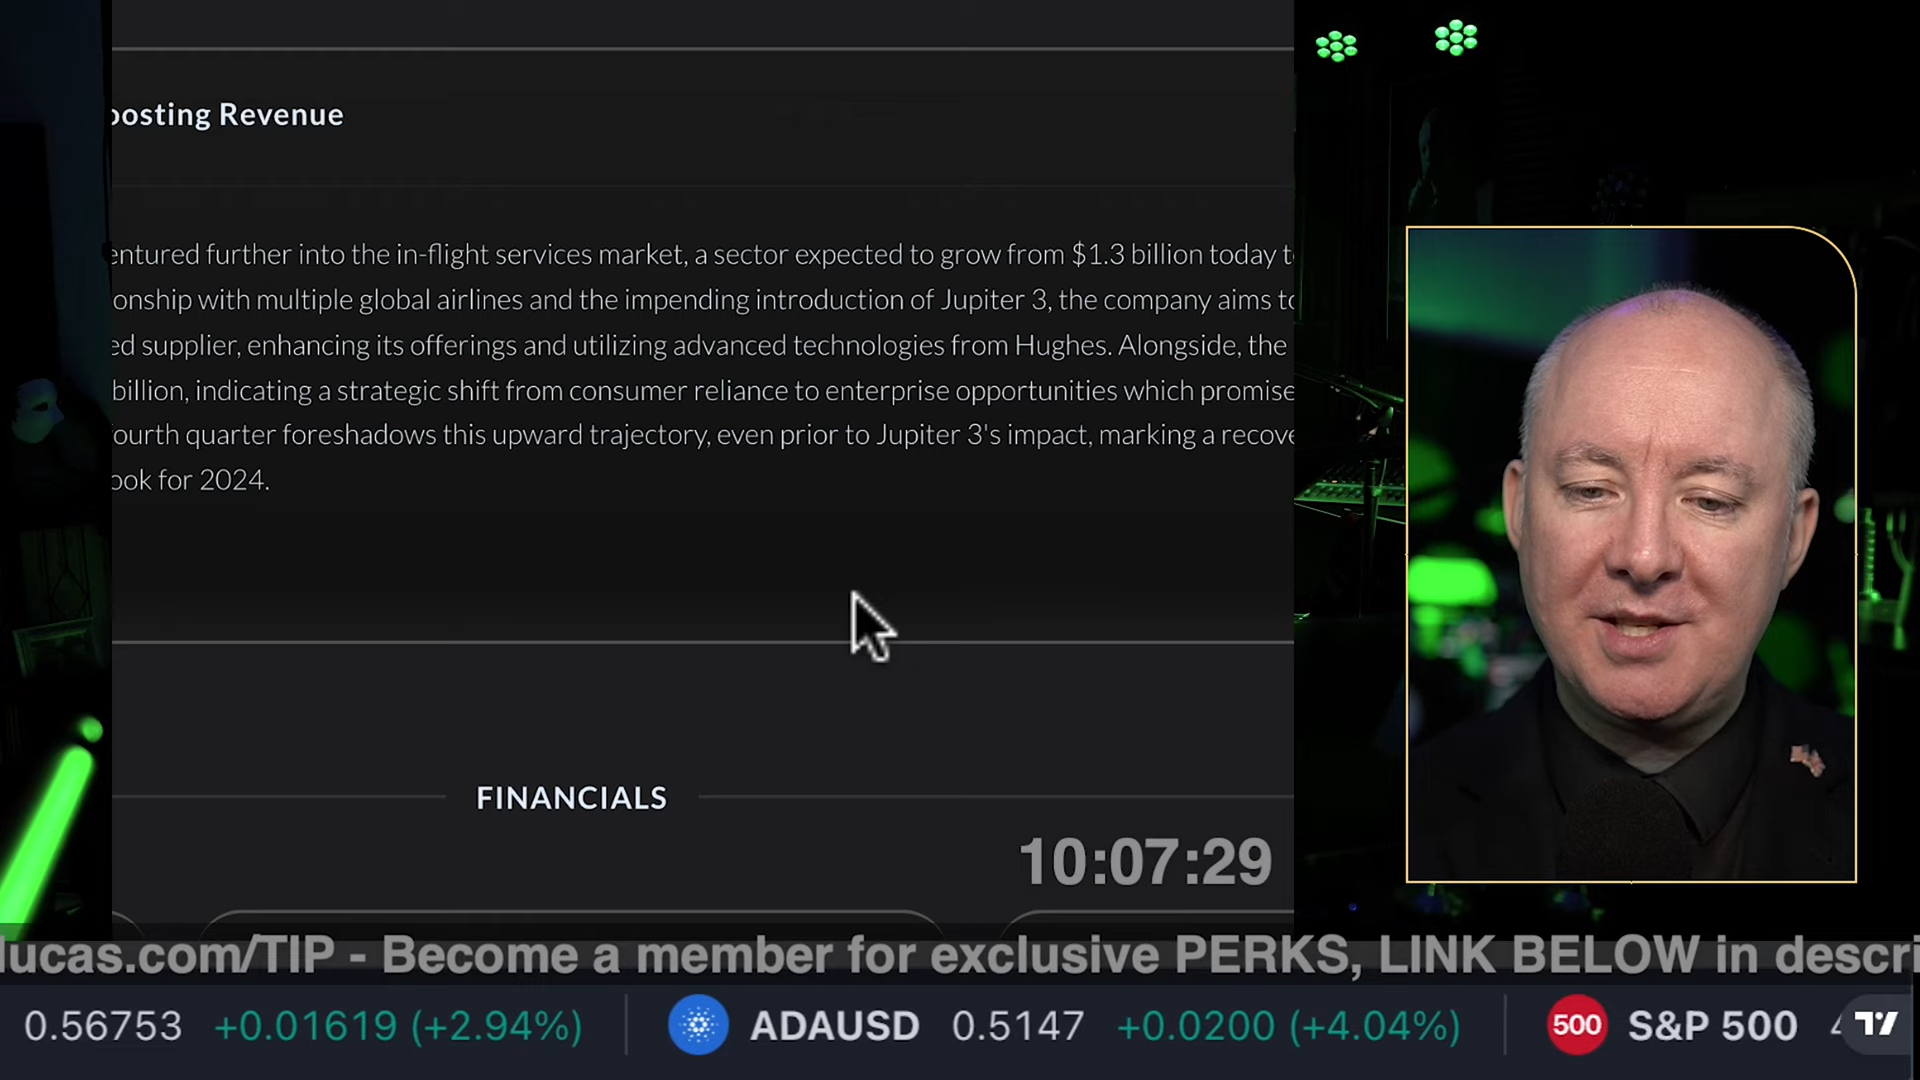 oosting Revenue
entured further into the in-flight services market, a sector expected to grow from $1.3 billion today t
onship with multiple global airlines and the impending introduction of Jupiter 3, the company aims to
ed supplier, enhancing its offerings and utilizing advanced technologies from Hughes. Alongside, the
billion, indicating a strategic shift from consumer reliance to enterprise opportunities which promise
fourth quarter foreshadows this upward trajectory, even prior to Jupiter 3's impact, marking a recove
ook for 2024.
FINANCIALS
10:07:29
lucas.com/TIP - Become a member for exclusive PERKS, LINK BELOW in descri
0.56753 +0.01619 (+2.94%) ADAUSD 0.5147 +0.0200 (+4.04%) 500 S&P 500 4